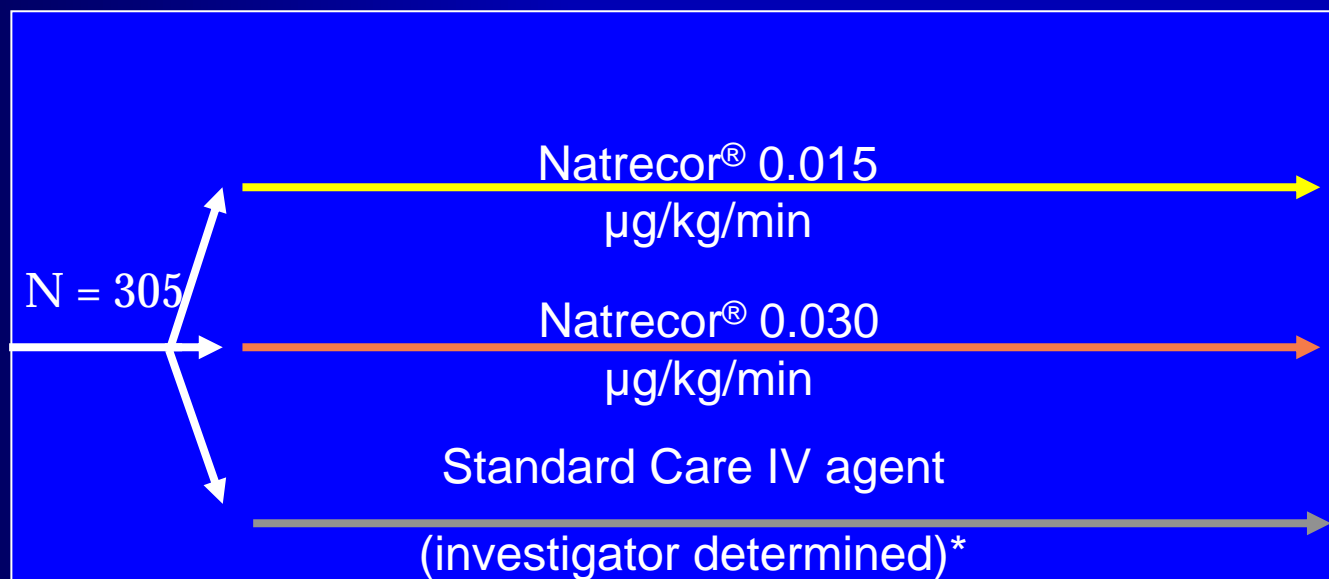 Natrecor® 0.015
µg/kg/min
N = 305
Natrecor® 0.030
µg/kg/min
Standard Care IV agent
(investigator determined)*